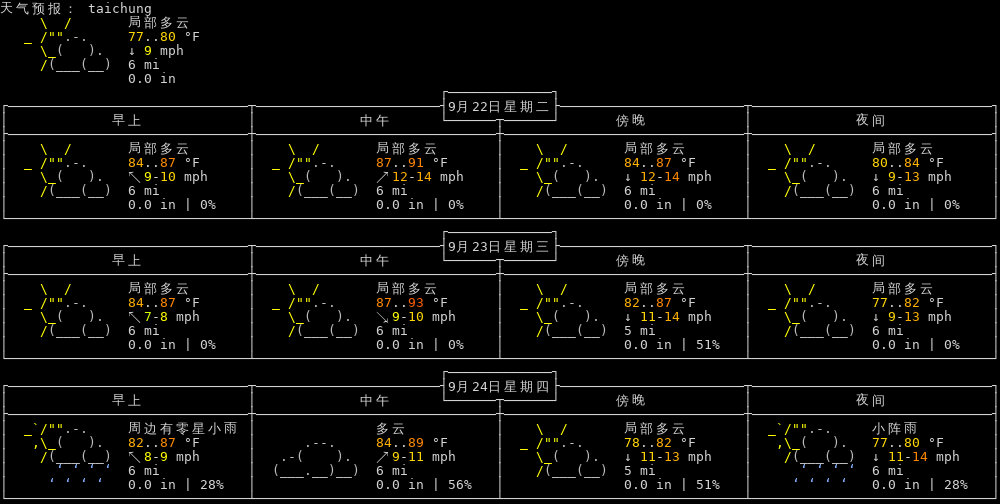 天气预报： taichung
局部多云
77..80 °F
↓ 9 mph
6 mi
0.0 in
9月22日星期二
早上 中午 傍晚 夜间
局部多云 局部多云 局部多云 局部多云
84..87 °F 87..91 °F 84..87 °F 80..84 °F
↖ 9-10 mph ↗ 12-14 mph ↓ 12-14 mph ↓ 9-13 mph
6 mi 6 mi 6 mi 6 mi
0.0 in | 0% 0.0 in | 0% 0.0 in | 0% 0.0 in | 0%
9月23日星期三
早上 中午 傍晚 夜间
局部多云 局部多云 局部多云 局部多云
84..87 °F 87..93 °F 82..87 °F 77..82 °F
↖ 7-8 mph ↘ 9-10 mph ↓ 11-14 mph ↓ 9-13 mph
6 mi 6 mi 5 mi 6 mi
0.0 in | 0% 0.0 in | 0% 0.0 in | 51% 0.0 in | 0%
9月24日星期四
早上 中午 傍晚 夜间
周边有零星小雨 多云 局部多云 小阵雨
82..87 °F 84..89 °F 78..82 °F 77..80 °F
↖ 8-9 mph ↗ 9-11 mph ↓ 11-13 mph ↓ 11-14 mph
6 mi 6 mi 5 mi 6 mi
0.0 in | 28% 0.0 in | 56% 0.0 in | 51% 0.0 in | 28%